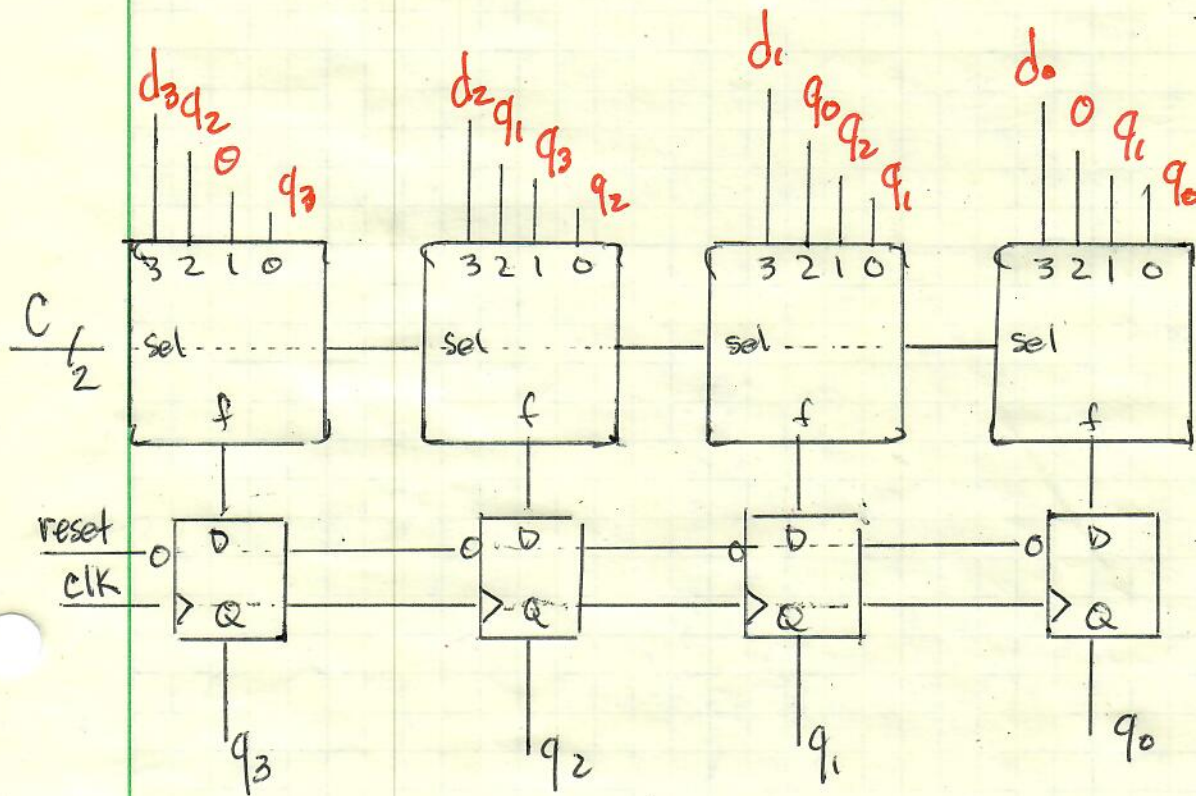 d3 q2 0 q3 d2 q1 q3 q2 d1 q0 q2 q1 d0 0 q1 q0
3 2 1 0 3 2 1 0 3 2 1 0 3 2 1 0
C / 2 sel sel sel sel
f f f f
reset D D D D
clk Q Q Q Q
q3 q2 q1 q0